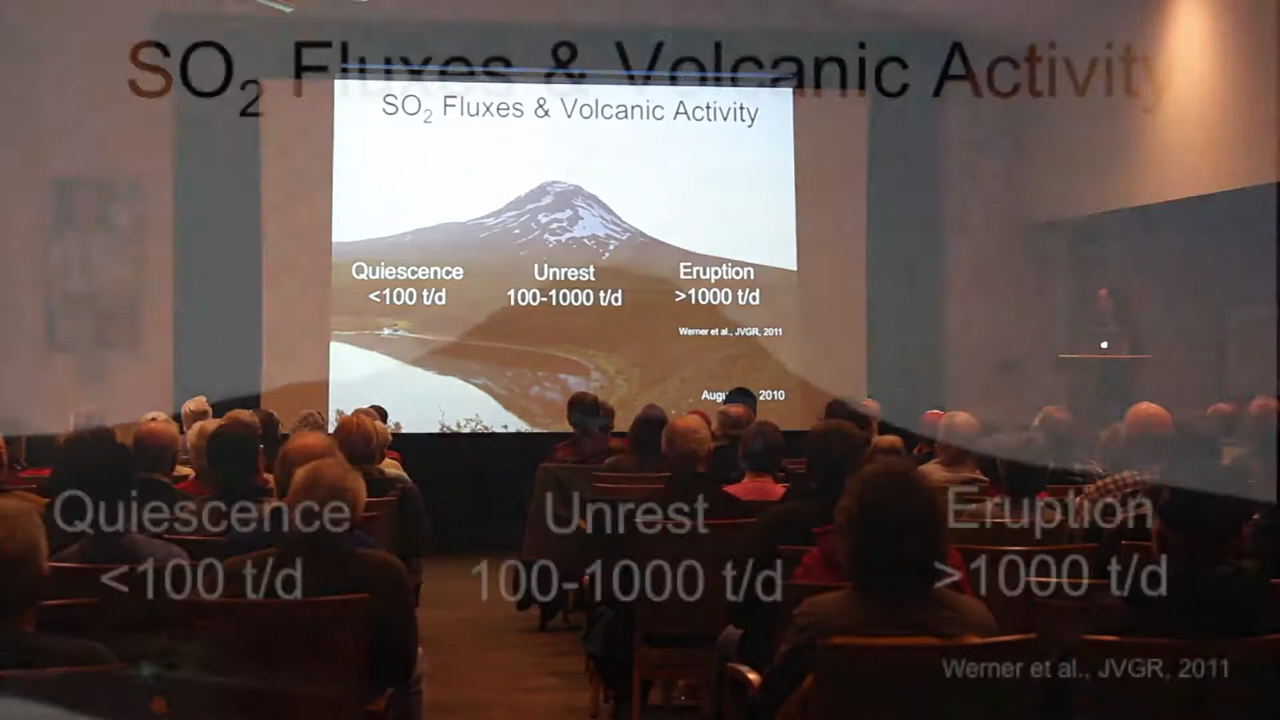 SO₂ Fluxes & Volcanic Activity
SO₂ Fluxes & Volcanic Activity
Quiescence Unrest Eruption
<100 t/d 100-1000 t/d >1000 t/d
Werner et al., JVGR, 2011
2010
Quiescence Unrest Eruption
<100 t/d 100-1000 t/d >1000 t/d
Werner et al., JVGR, 2011